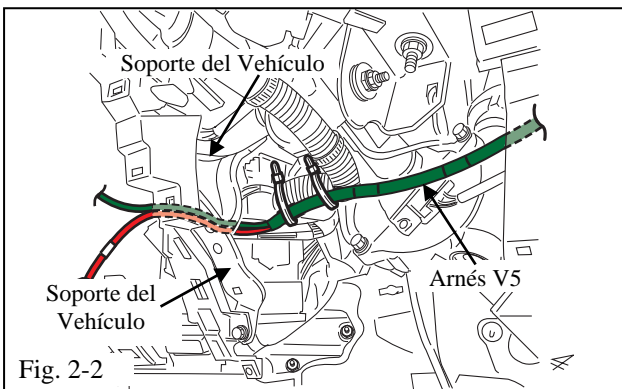 Soporte del Vehículo
Arnés V5
Soporte del
Vehículo
Fig. 2-2